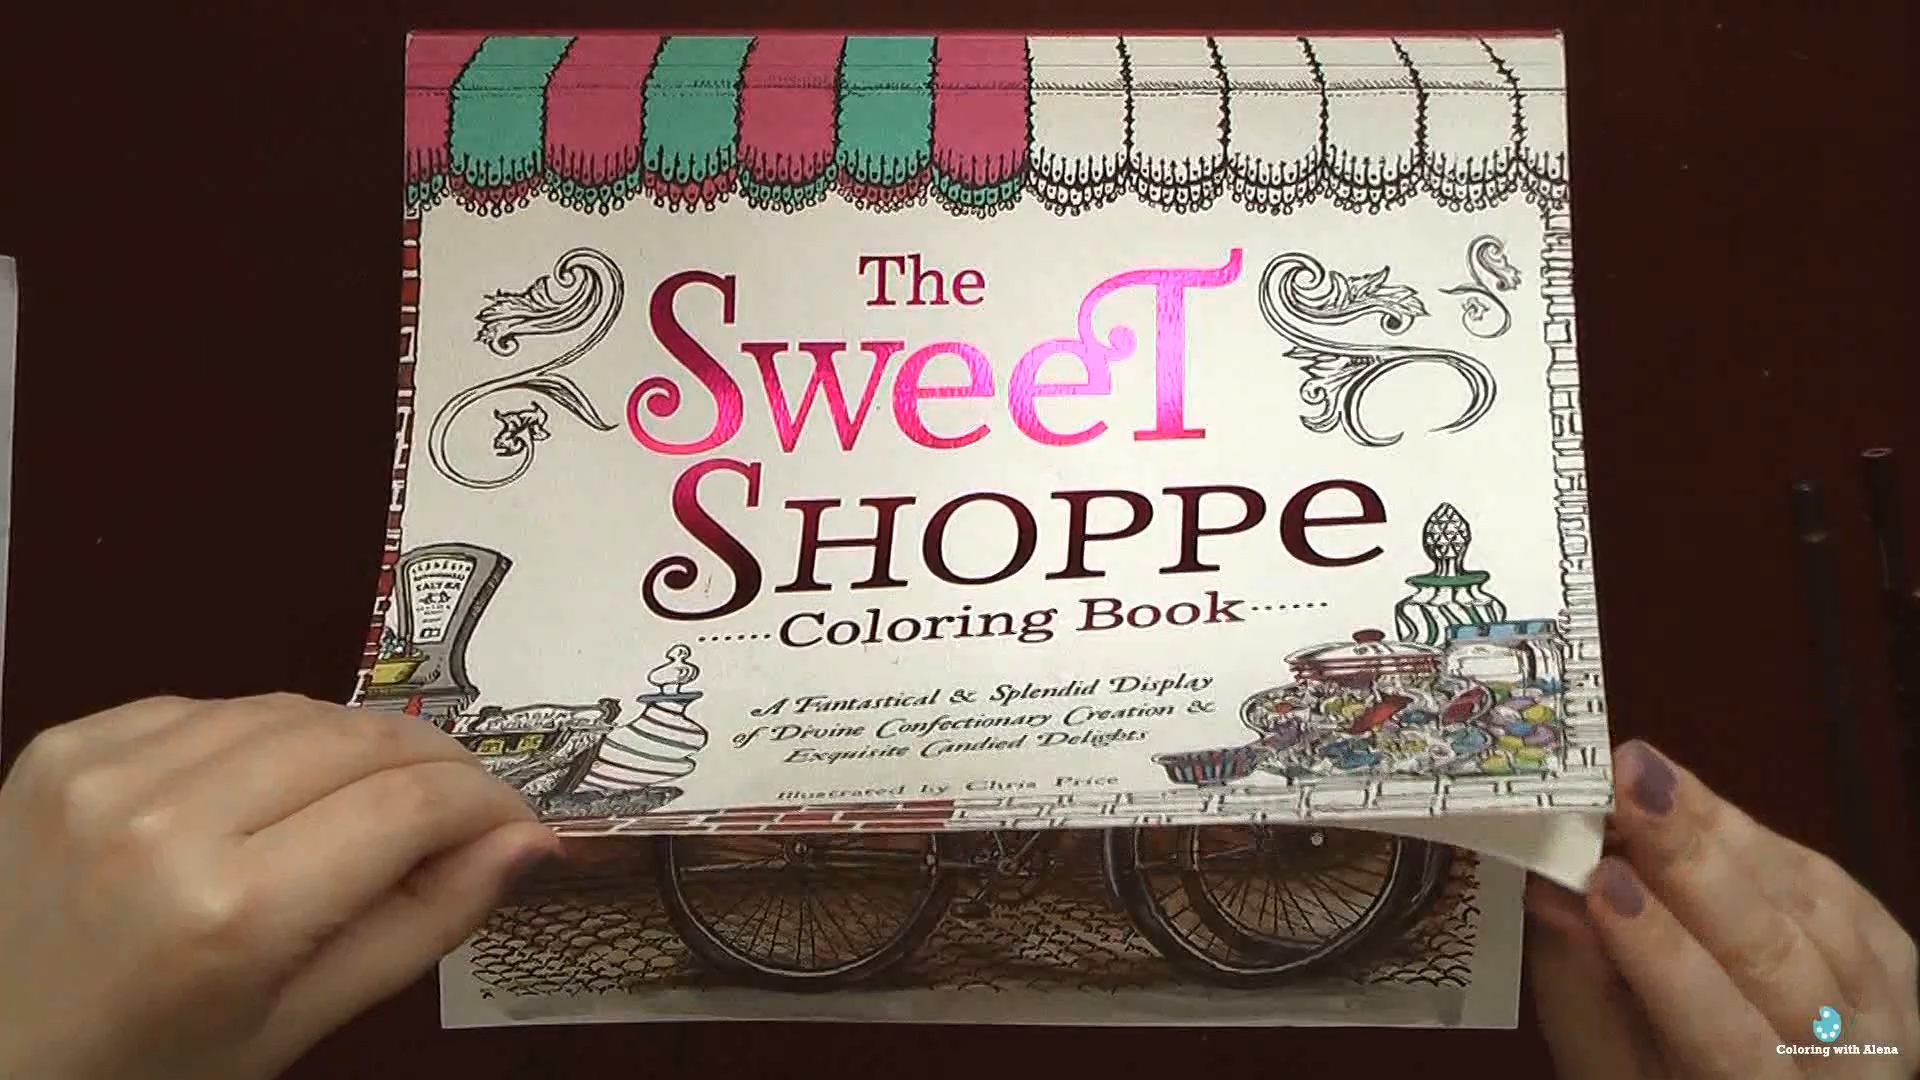 The
Sweet
Shoppe
Coloring Book
A Fantastical & Splendid Display
of Divine Confectionary Creation &
Exquisite Candied Delights
Illustrated by Chris Price
SALTER
Coloring with Alena